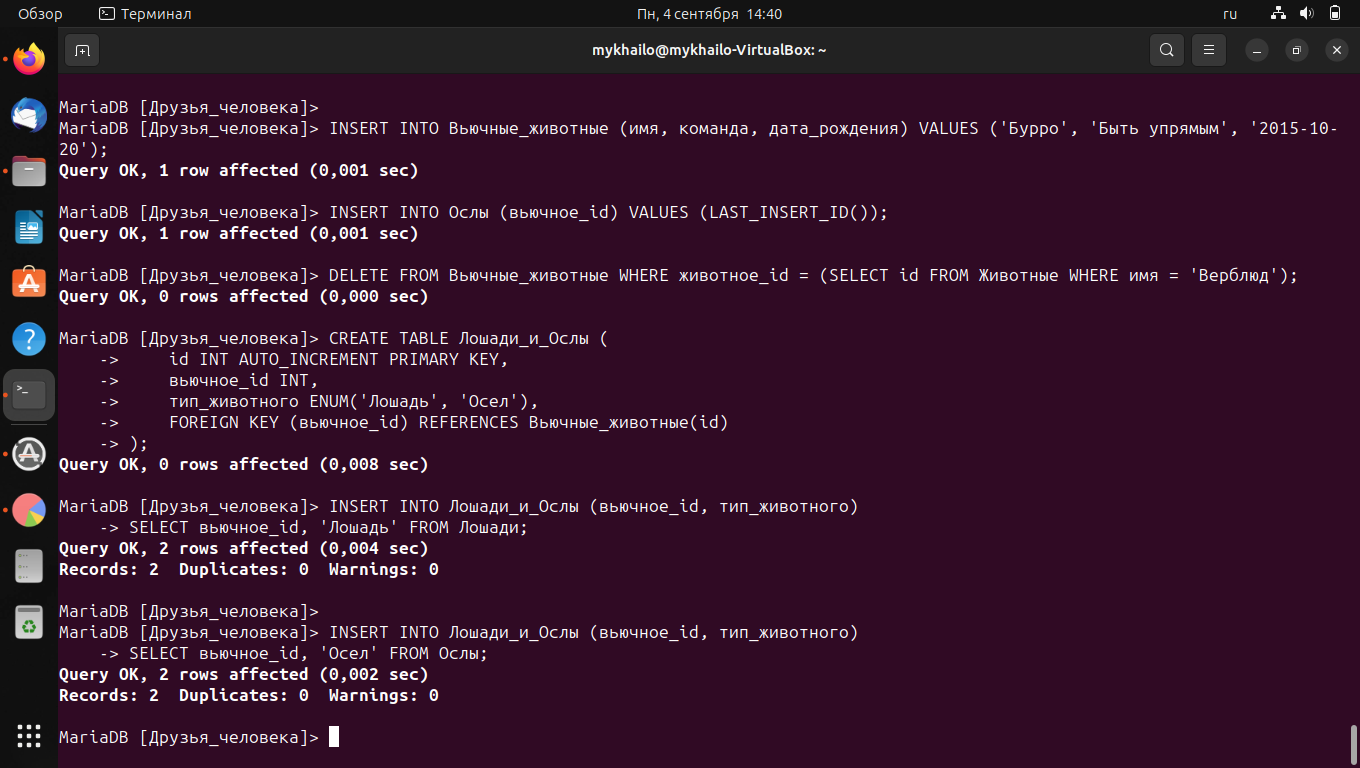 Обзор
Терминал
Пн, 4 сентября 14:40
ru
mykhailo@mykhailo-VirtualBox: ~
MariaDB [Друзья_человека]>
MariaDB [Друзья_человека]> INSERT INTO Вьючные_животные (имя, команда, дата_рождения) VALUES ('Бурро', 'Быть упрямым', '2015-10-
20');
Query OK, 1 row affected (0,001 sec)
MariaDB [Друзья_человека]> INSERT INTO Ослы (вьючное_id) VALUES (LAST_INSERT_ID());
Query OK, 1 row affected (0,001 sec)
MariaDB [Друзья_человека]> DELETE FROM Вьючные_животные WHERE животное_id = (SELECT id FROM Животные WHERE имя = 'Верблюд');
Query OK, 0 rows affected (0,000 sec)
MariaDB [Друзья_человека]> CREATE TABLE Лошади_и_Ослы (
    ->     id INT AUTO_INCREMENT PRIMARY KEY,
    ->     вьючное_id INT,
    ->     тип_животного ENUM('Лошадь', 'Осел'),
    ->     FOREIGN KEY (вьючное_id) REFERENCES Вьючные_животные(id)
    -> );
Query OK, 0 rows affected (0,008 sec)
MariaDB [Друзья_человека]> INSERT INTO Лошади_и_Ослы (вьючное_id, тип_животного)
    -> SELECT вьючное_id, 'Лошадь' FROM Лошади;
Query OK, 2 rows affected (0,004 sec)
Records: 2  Duplicates: 0  Warnings: 0
MariaDB [Друзья_человека]>
MariaDB [Друзья_человека]> INSERT INTO Лошади_и_Ослы (вьючное_id, тип_животного)
    -> SELECT вьючное_id, 'Осел' FROM Ослы;
Query OK, 2 rows affected (0,002 sec)
Records: 2  Duplicates: 0  Warnings: 0
MariaDB [Друзья_человека]>